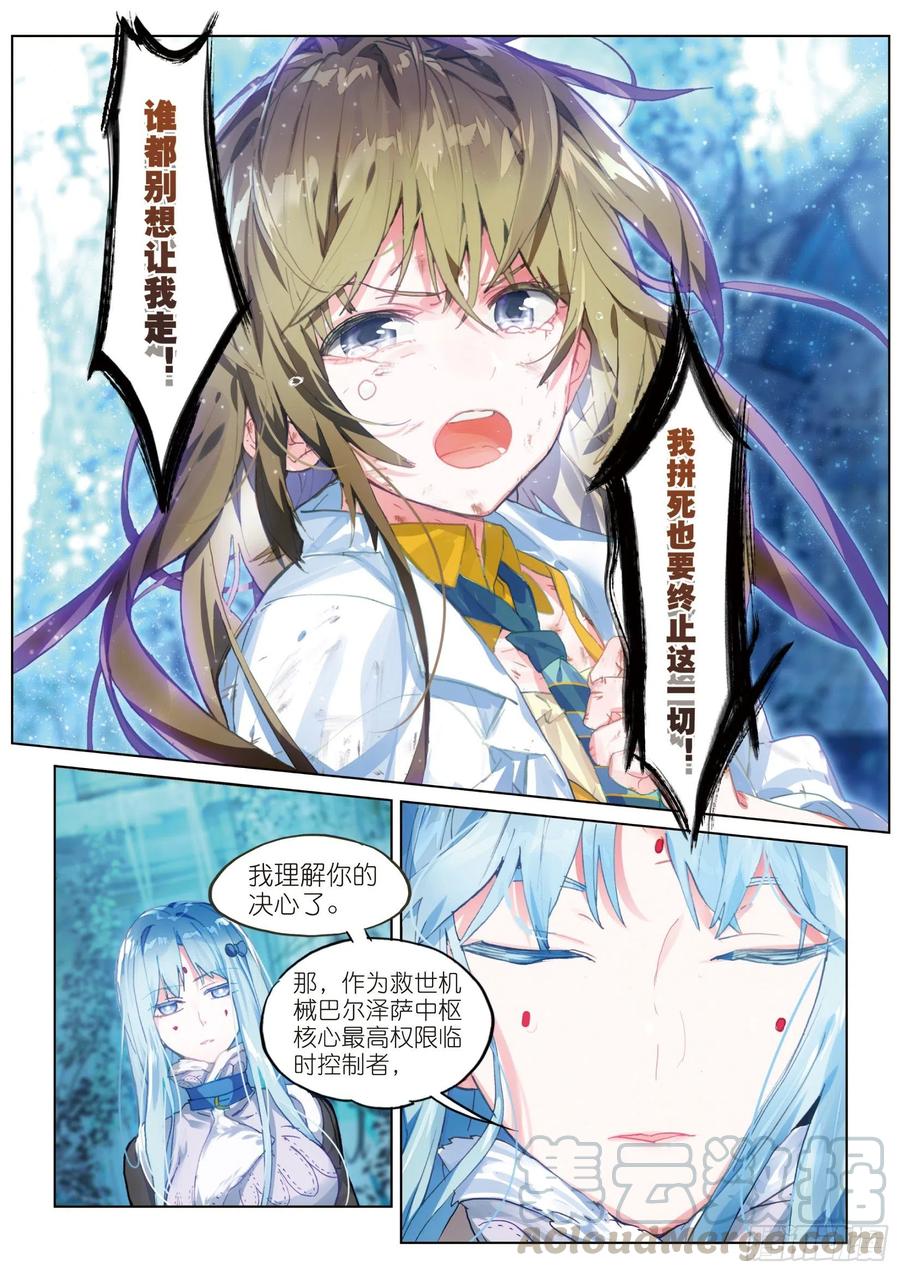 谁都别想让我走！
我拼死也要终止这一切！
我理解你的
决心了。
那，作为救世机
械巴尔泽萨中枢
核心最高权限临
时控制者，
集云数据
CloudMerge.com